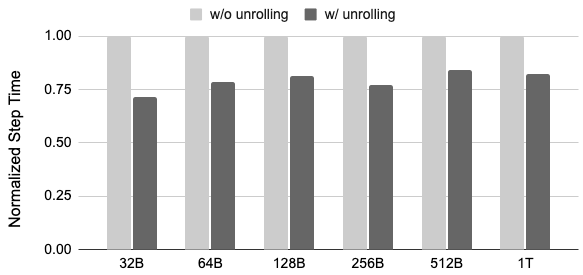 w/o unrolling w/ unrolling
Normalized Step Time
1.00
0.75
0.50
0.25
0.00
32B 64B 128B 256B 512B 1T